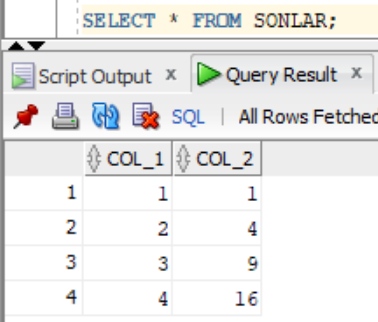 SELECT * FROM SONLAR;
Script Output x Query Result x
SQL | All Rows Fetched
COL_1 COL_2
1 1 1
2 2 4
3 3 9
4 4 16